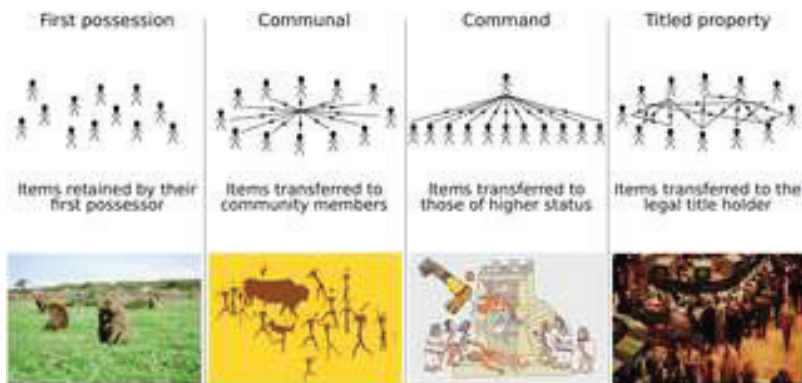 First possession
Communal
Command
Titled property
Items retained by their
first possessor
Items transferred to
community members
Items transferred to
those of higher status
Items transferred to the
legal title holder